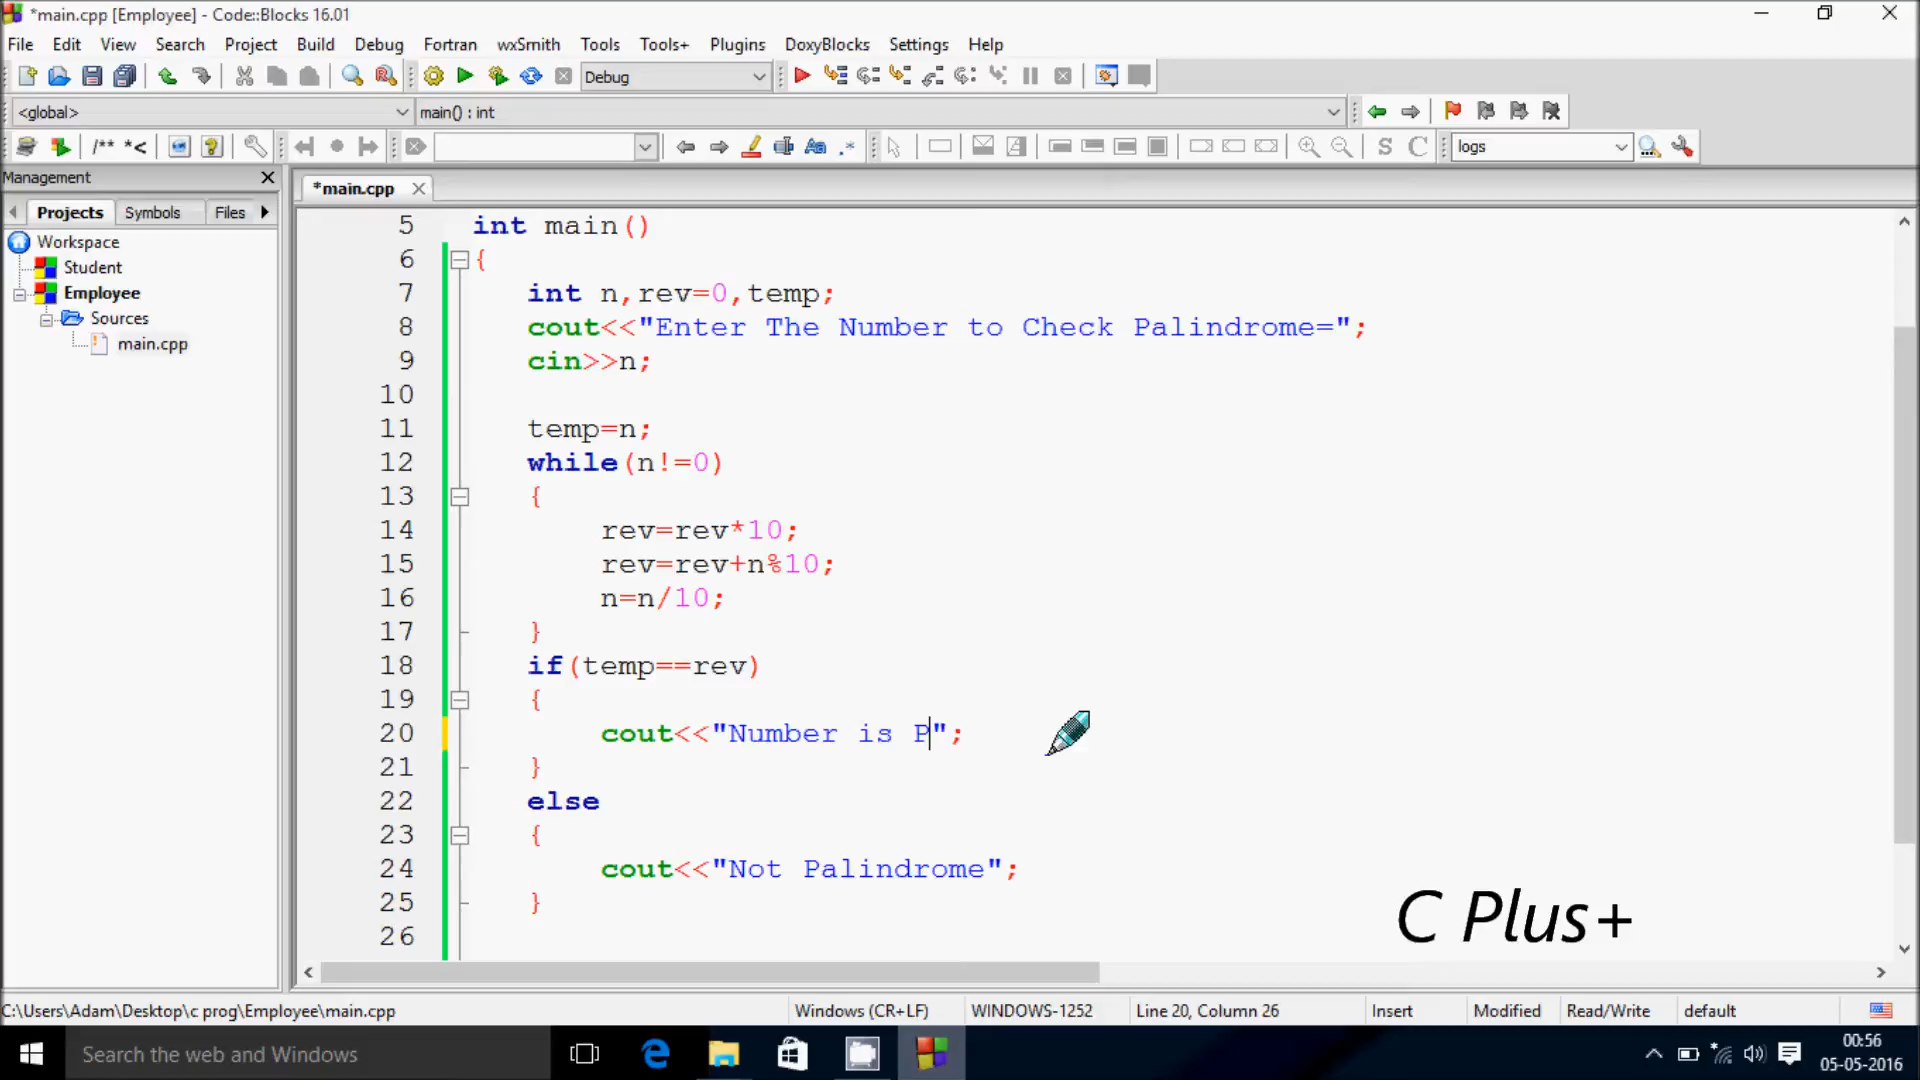 *main.cpp [Employee] - Code::Blocks 16.01
File Edit View Search Project Build Debug Fortran wxSmith Tools Tools+ Plugins DoxyBlocks Settings Help
Debug
<global> main() : int
/** *< .* S C logs
Management
*main.cpp
Projects Symbols Files
Workspace
Student
Employee
Sources
main.cpp
5 int main()
6 {
7 int n,rev=0,temp;
8 cout<<"Enter The Number to Check Palindrome=";
9 cin>>n;
10
11 temp=n;
12 while(n!=0)
13 {
14 rev=rev*10;
15 rev=rev+n%10;
16 n=n/10;
17 }
18 if(temp==rev)
19 {
20 cout<<"Number is P";
21 }
22 else
23 {
24 cout<<"Not Palindrome";
25 }
26
C Plus+
C:\Users\Adam\Desktop\c prog\Employee\main.cpp Windows (CR+LF) WINDOWS-1252 Line 20, Column 26 Insert Modified Read/Write default
Search the web and Windows
00:56
05-05-2016